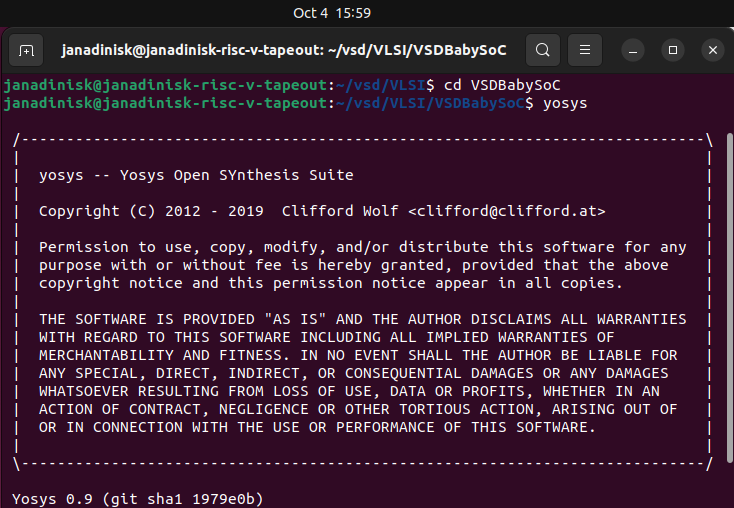 Oct 4 15:59
janadinisk@janadinisk-risc-v-tapeout: ~/vsd/VLSI/VSDBabySoC
janadinisk@janadinisk-risc-v-tapeout:~/vsd/VLSI$ cd VSDBabySoC
janadinisk@janadinisk-risc-v-tapeout:~/vsd/VLSI/VSDBabySoC$ yosys
/----------------------------------------------------------------------------\
| |
| yosys -- Yosys Open SYnthesis Suite |
| |
| Copyright (C) 2012 - 2019 Clifford Wolf <clifford@clifford.at> |
| |
| Permission to use, copy, modify, and/or distribute this software for any |
| purpose with or without fee is hereby granted, provided that the above |
| copyright notice and this permission notice appear in all copies. |
| |
| THE SOFTWARE IS PROVIDED "AS IS" AND THE AUTHOR DISCLAIMS ALL WARRANTIES |
| WITH REGARD TO THIS SOFTWARE INCLUDING ALL IMPLIED WARRANTIES OF |
| MERCHANTABILITY AND FITNESS. IN NO EVENT SHALL THE AUTHOR BE LIABLE FOR |
| ANY SPECIAL, DIRECT, INDIRECT, OR CONSEQUENTIAL DAMAGES OR ANY DAMAGES |
| WHATSOEVER RESULTING FROM LOSS OF USE, DATA OR PROFITS, WHETHER IN AN |
| ACTION OF CONTRACT, NEGLIGENCE OR OTHER TORTIOUS ACTION, ARISING OUT OF |
| OR IN CONNECTION WITH THE USE OR PERFORMANCE OF THIS SOFTWARE. |
| |
\----------------------------------------------------------------------------/
Yosys 0.9 (git sha1 1979e0b)